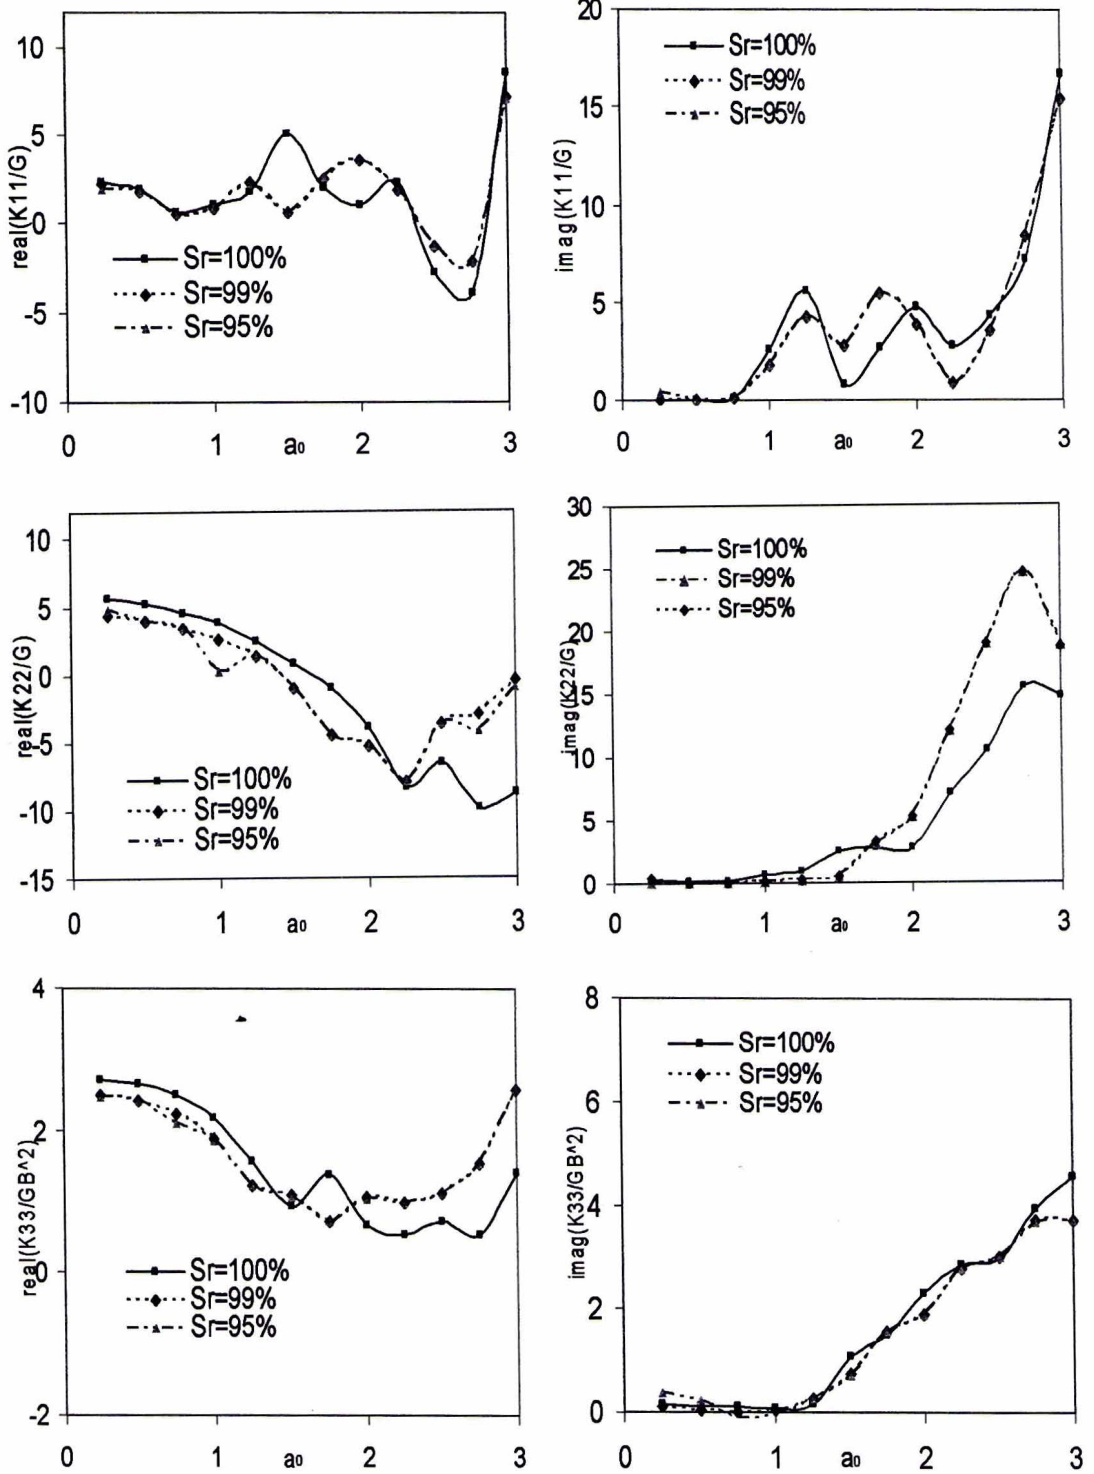 real(K11/G)
10
5
0
-5
-10
Sr=100%
Sr=99%
Sr=95%
0 1 a₀ 2 3
imag(K11/G)
20
15
10
5
0
Sr=100%
Sr=99%
Sr=95%
0 1 a₀ 2 3
real(K22/G)
10
5
0
-5
-10
-15
Sr=100%
Sr=99%
Sr=95%
0 1 a₀ 2 3
imag(K22/G)
30
25
20
15
10
5
0
Sr=100%
Sr=99%
Sr=95%
0 1 a₀ 2 3
real(K33/GB^2)
4
2
0
-2
Sr=100%
Sr=99%
Sr=95%
0 1 a₀ 2 3
imag(K33/GB^2)
8
6
4
2
0
Sr=100%
Sr=99%
Sr=95%
0 1 a₀ 2 3